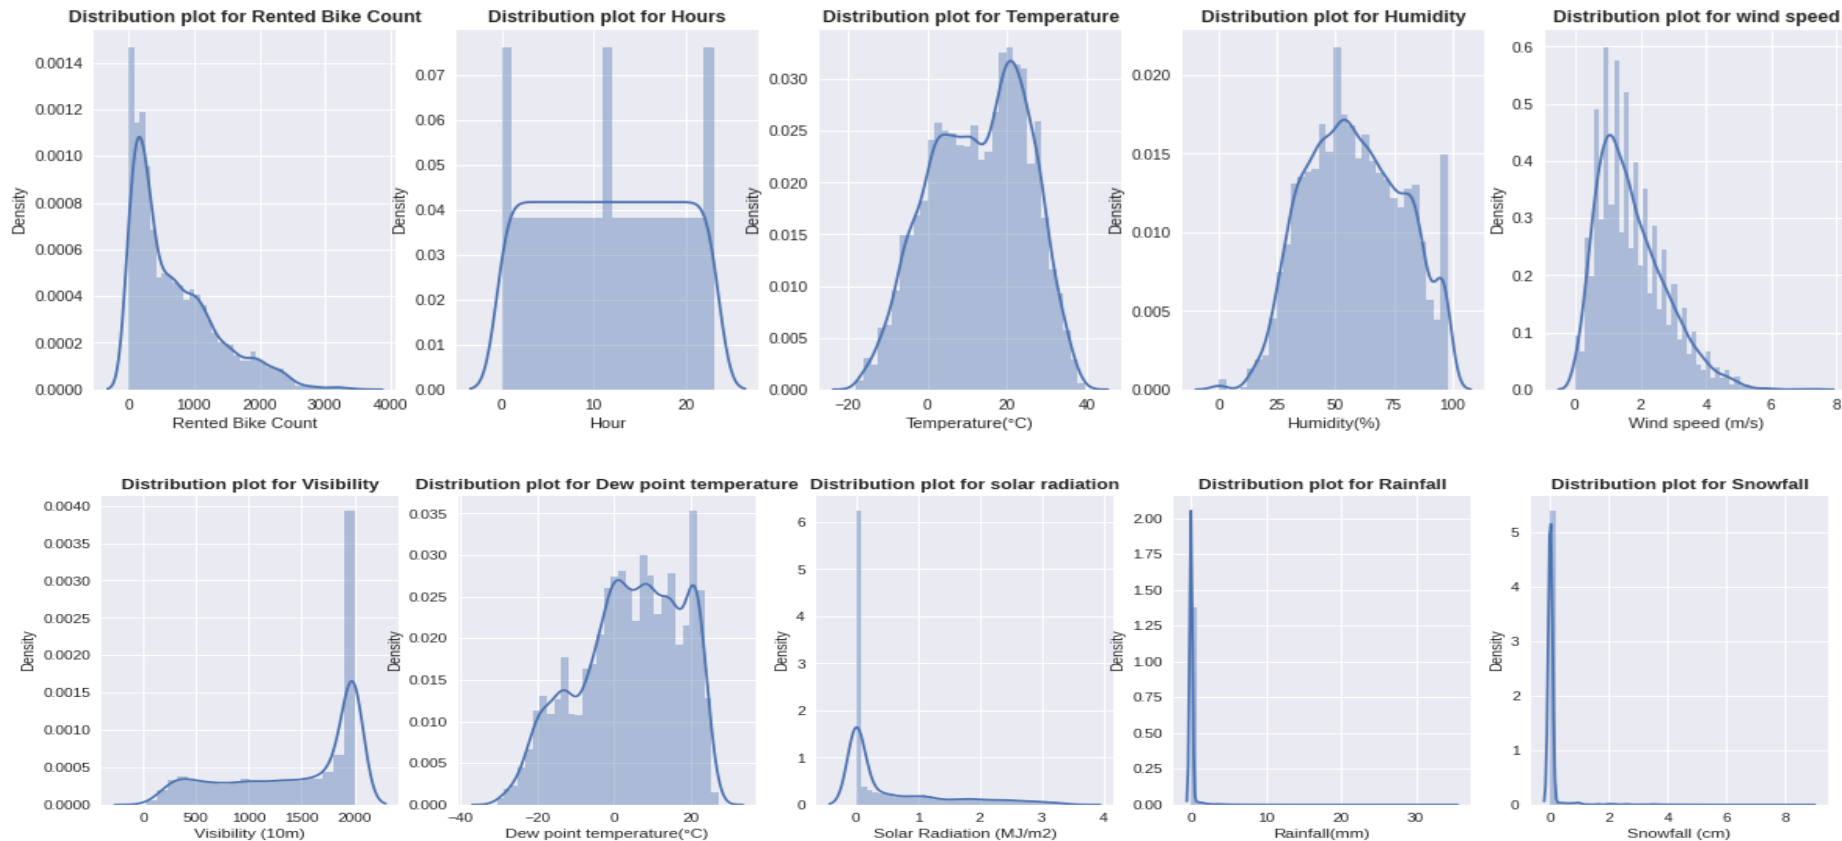 Distribution plot for Rented Bike Count
Density
0.0014
0.0012
0.0010
0.0008
0.0006
0.0004
0.0002
0.0000
0 1000 2000 3000 4000
Rented Bike Count
Distribution plot for Hours
Density
0.07
0.06
0.05
0.04
0.03
0.02
0.01
0.00
0 10 20
Hour
Distribution plot for Temperature
Density
0.030
0.025
0.020
0.015
0.010
0.005
0.000
−20 0 20 40
Temperature(°C)
Distribution plot for Humidity
Density
0.020
0.015
0.010
0.005
0.000
0 25 50 75 100
Humidity(%)
Distribution plot for wind speed
Density
0.6
0.5
0.4
0.3
0.2
0.1
0.0
0 2 4 6 8
Wind speed (m/s)
Distribution plot for Visibility
Density
0.0040
0.0035
0.0030
0.0025
0.0020
0.0015
0.0010
0.0005
0.0000
0 500 1000 1500 2000
Visibility (10m)
Distribution plot for Dew point temperature
Density
0.035
0.030
0.025
0.020
0.015
0.010
0.005
0.000
−40 −20 0 20
Dew point temperature(°C)
Distribution plot for solar radiation
Density
6
5
4
3
2
1
0
0 1 2 3 4
Solar Radiation (MJ/m2)
Distribution plot for Rainfall
Density
2.00
1.75
1.50
1.25
1.00
0.75
0.50
0.25
0.00
0 10 20 30
Rainfall(mm)
Distribution plot for Snowfall
Density
5
4
3
2
1
0
0 2 4 6 8
Snowfall (cm)